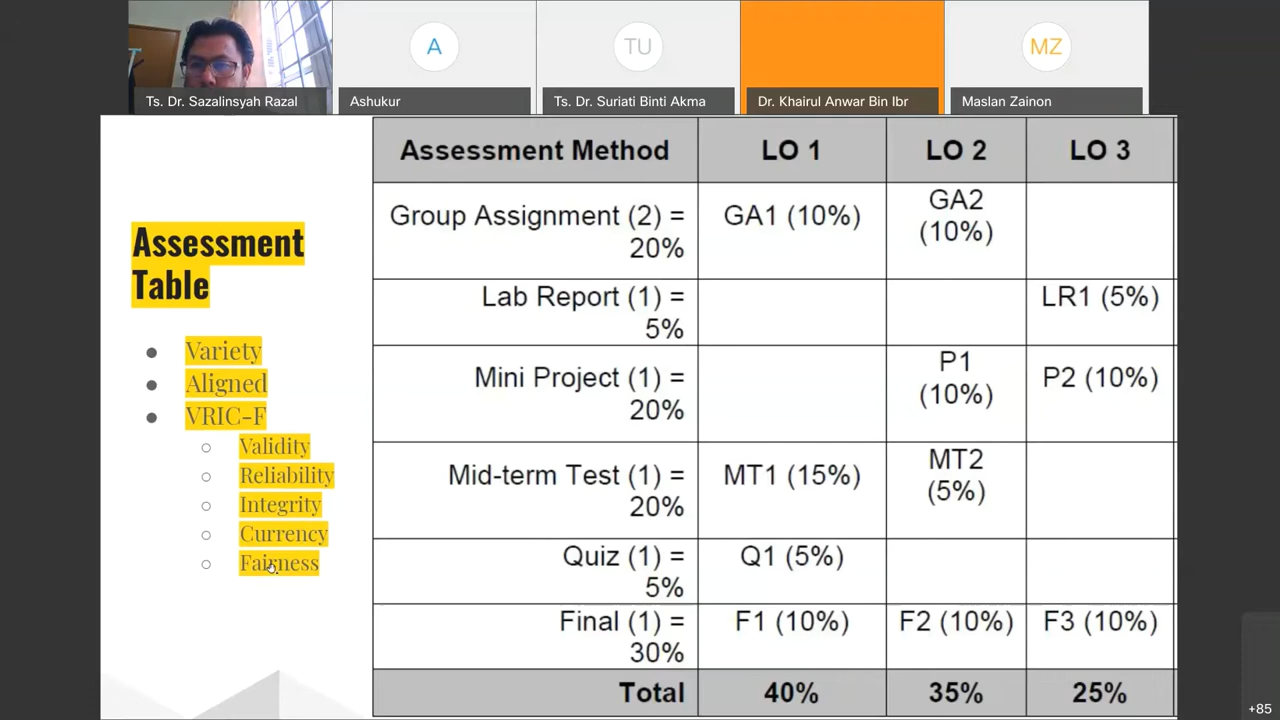 A
TU
MZ
Ts. Dr. Sazalinsyah Razal
Ashukur
Ts. Dr. Suriati Binti Akma
Dr. Khairul Anwar Bin Ibr
Maslan Zainon
Assessment
Table
Variety
Aligned
VRIC-F
Validity
Reliability
Integrity
Currency
Fairness
Assessment Method LO 1 LO 2 LO 3
Group Assignment (2) =
20%
GA1 (10%)
GA2
(10%)
Lab Report (1) =
5%
LR1 (5%)
Mini Project (1) =
20%
P1
(10%)
P2 (10%)
Mid-term Test (1) =
20%
MT1 (15%)
MT2
(5%)
Quiz (1) =
5%
Q1 (5%)
Final (1) =
30%
F1 (10%)
F2 (10%)
F3 (10%)
Total 40% 35% 25%
+85